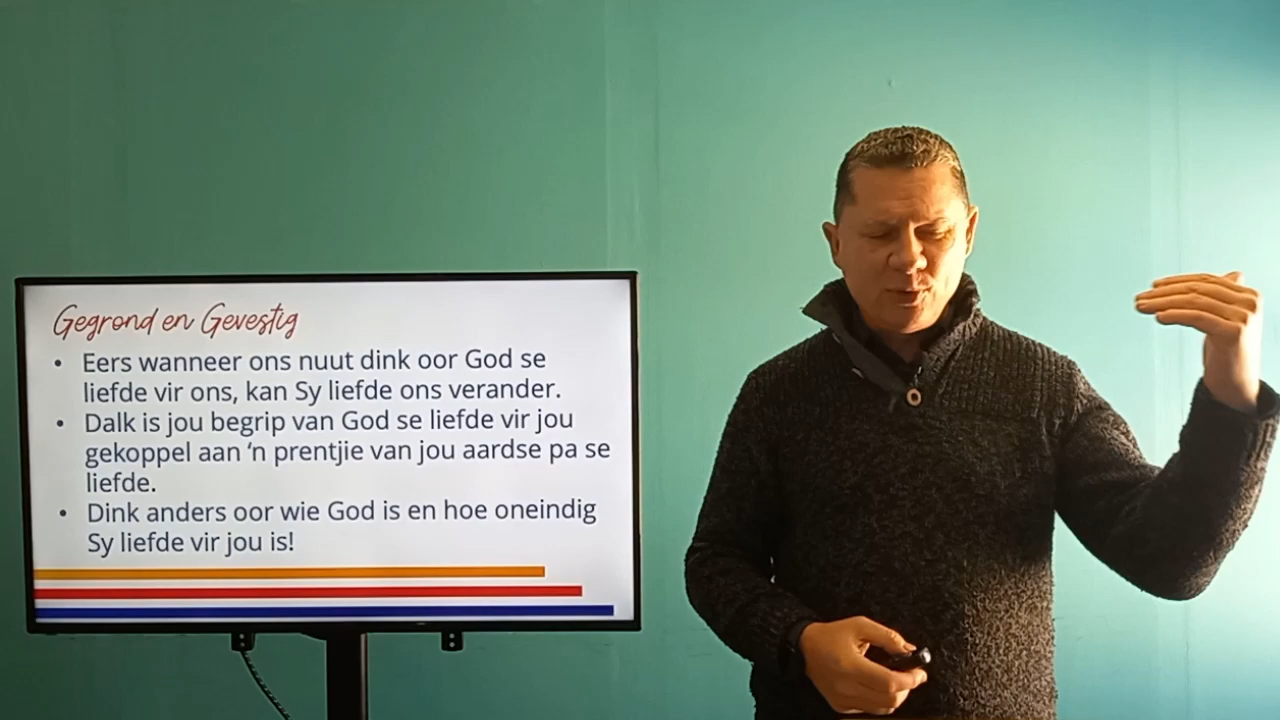 Gegrond en Gevestig
• Eers wanneer ons nuut dink oor God se
liefde vir ons, kan Sy liefde ons verander.
• Dalk is jou begrip van God se liefde vir jou
gekoppel aan ‘n prentjie van jou aardse pa se
liefde.
• Dink anders oor wie God is en hoe oneindig
Sy liefde vir jou is!